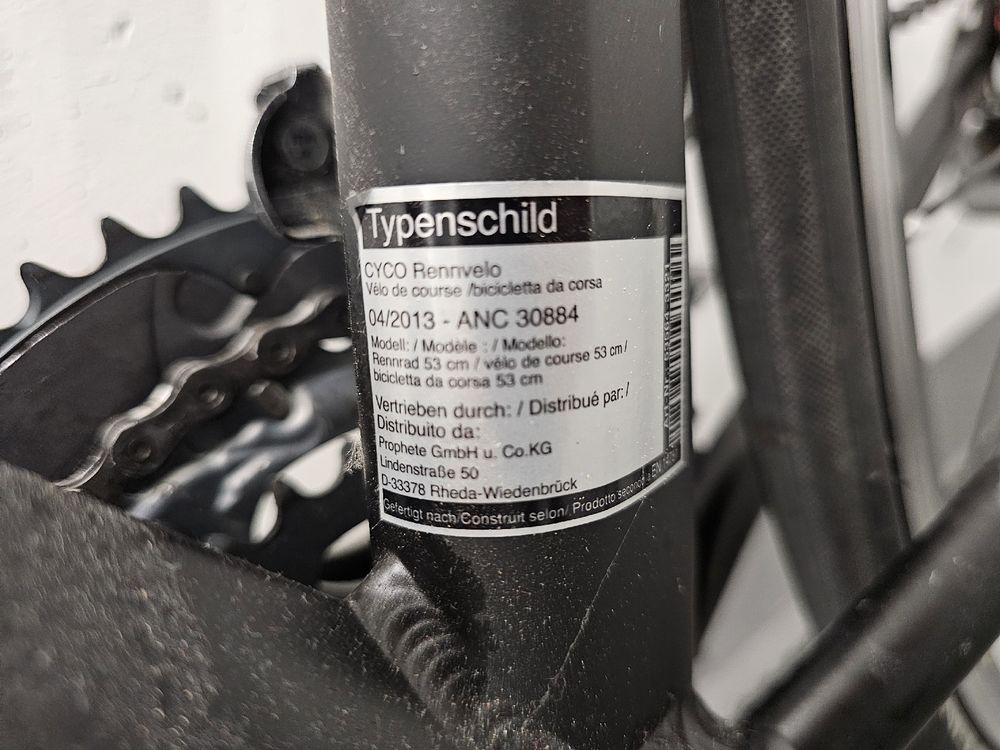 Typenschild
CYCO Rennvelo
Vélo de course /bicicletta da corsa
04/2013 - ANC 30884
Modell: / Modèle : / Modello:
Rennrad 53 cm / vélo de course 53 cm /
bicicletta da corsa 53 cm
Vertrieben durch: / Distribué par: /
Distribuito da:
Prophete GmbH u. Co.KG
Lindenstraße 50
D-33378 Rheda-Wiedenbrück
Gefertigt nach/Construit selon/ Prodotto secondo